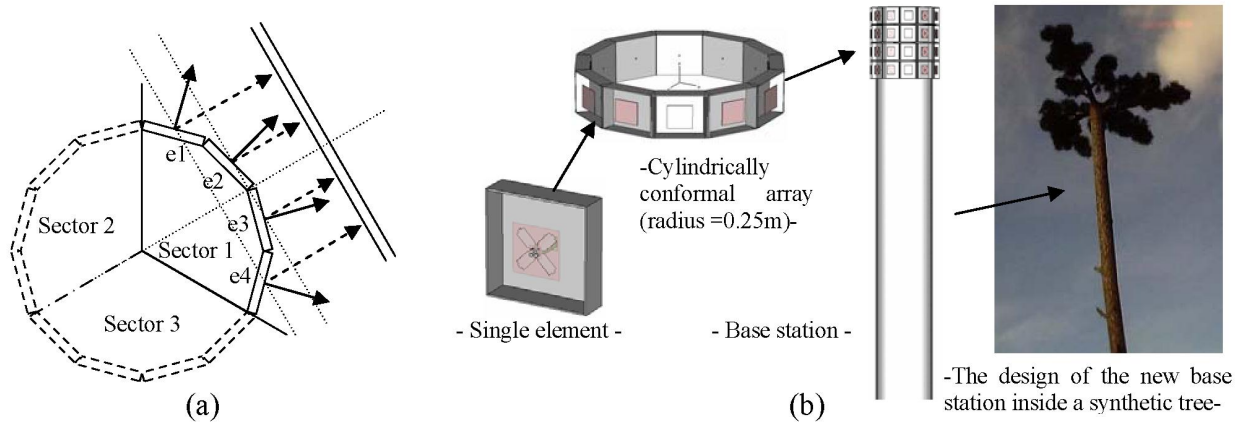 e1
e2
Sector 2
e3
Sector 1
e4
Sector 3
(a)
-Cylindrically
conformal array
(radius =0.25m)-
- Single element -
- Base station -
-The design of the new base
station inside a synthetic tree-
(b)